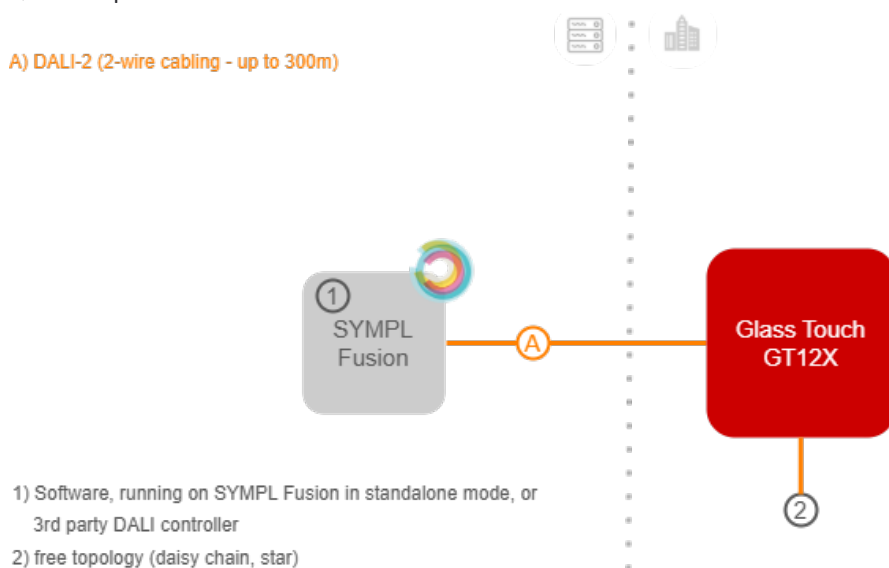 A) DALI-2 (2-wire cabling - up to 300m)
1
SYMPL
Fusion
A
Glass Touch
GT12X
2
1) Software, running on SYMPL Fusion in standalone mode, or
3rd party DALI controller
2) free topology (daisy chain, star)